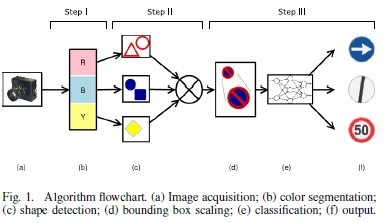 Step I
Step II
Step III
R
B
Y
50
(a)
(b)
(c)
(d)
(e)
(f)
Fig. 1. Algorithm flowchart. (a) Image acquisition; (b) color segmentation;
(c) shape detection; (d) bounding box scaling; (e) classification; (f) output.